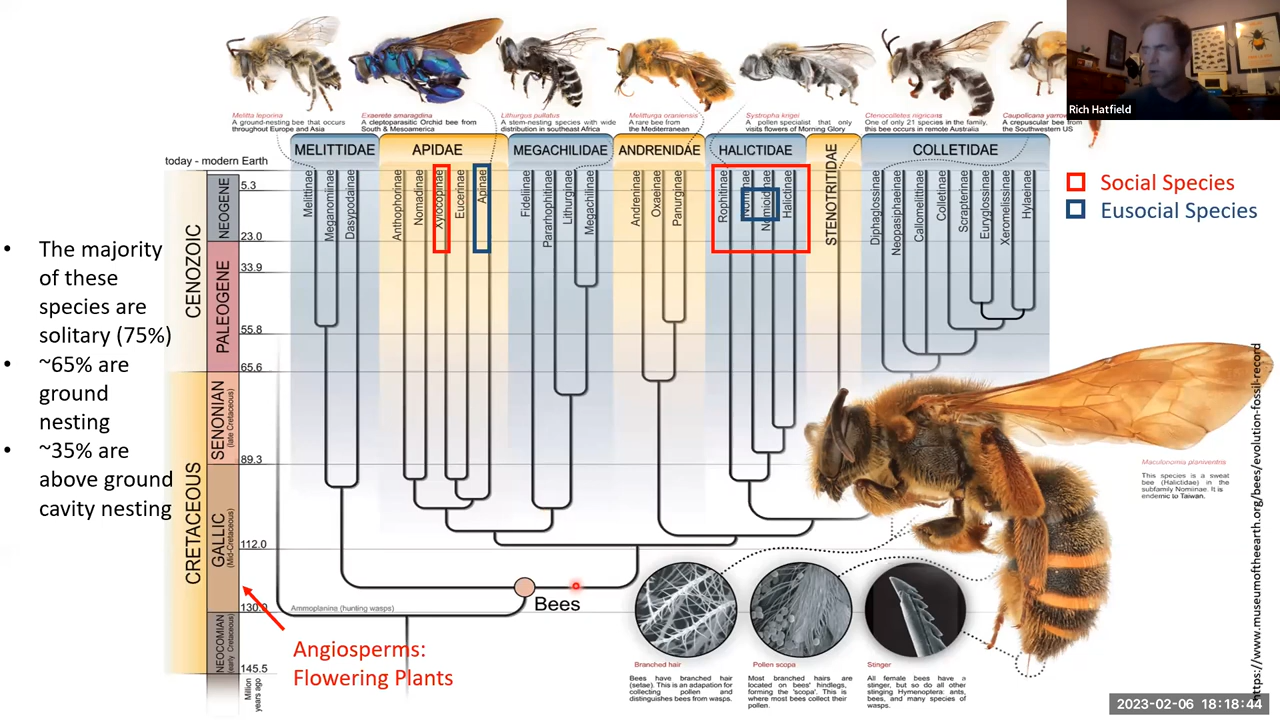 Rich Hatfield
Melitta leporina
A ground-nesting bee that occurs
throughout Europe and Asia
Exaerete smaragdina
A cleptoparasitic Orchid bee from
South & Mesoamerica
Lithurgus pullatus
A stem-nesting species with wide
distribution in southeast Africa
Meliturga oraniensis
A rare bee from
the Mediterranean
Systropha krigei
A pollen specialist that only
visits flowers of Morning Glory
Ctenocolletes nigricans
One of only 21 species in the family,
this bee occurs in remote Australia
Caupolicana yarrow
A crepuscular bee from
the Southwestern US
today - modern Earth
MELITTIDAE
APIDAE
MEGACHILIDAE
ANDRENIDAE
HALICTIDAE
STENOTRITIDAE
COLLETIDAE
Melittinae
Meganomiinae
Dasypodainae
Anthophorinae
Nomadinae
Xylocopinae
Eucerinae
Apinae
Fideliinae
Pararhophitinae
Lithurginae
Megachilinae
Andreninae
Oxaeinae
Panurginae
Rophitinae
Nomioidinae
Halictinae
Diphaglossinae
Neopasiphaeinae
Callomelittinae
Colletinae
Scrapterinae
Euryglossinae
Xeromelissinae
Hylaeinae
Social Species
Eusocial Species
• The majority
of these
species are
solitary (75%)
• ~65% are
ground
nesting
• ~35% are
above ground
cavity nesting
CENOZOIC
NEOGENE
PALEOGENE
CRETACEOUS
SENONIAN
(late Cretaceous)
GALLIC
(Mid-Cretaceous)
NEOCOMIAN
(early Cretaceous)
5.3
23.0
33.9
55.8
65.6
89.3
112.0
130.0
145.5
Million
years ago
Ammoplanina (hunting wasps)
Bees
Angiosperms:
Flowering Plants
Branched hair
Bees have branched hair
(setae). This is an adapation for
collecting pollen and
distinguishes bees from wasps.
Pollen scopa
Most branched hairs are
located on bees' hindlegs,
forming the 'scopa'. This is
where most bees collect their
pollen.
Stinger
All female bees have a
stinger, but so do all other
stinging Hymenoptera: ants,
bees, and many species of
wasps.
Maculonomia planiventris
This species is a sweat
bee (Halictidae) in the
subfamily Nomiinae. It is
endemic to Taiwan.
https://www.museumoftheearth.org/bees/evolution-fossil-record
2023-02-06 18:18:44